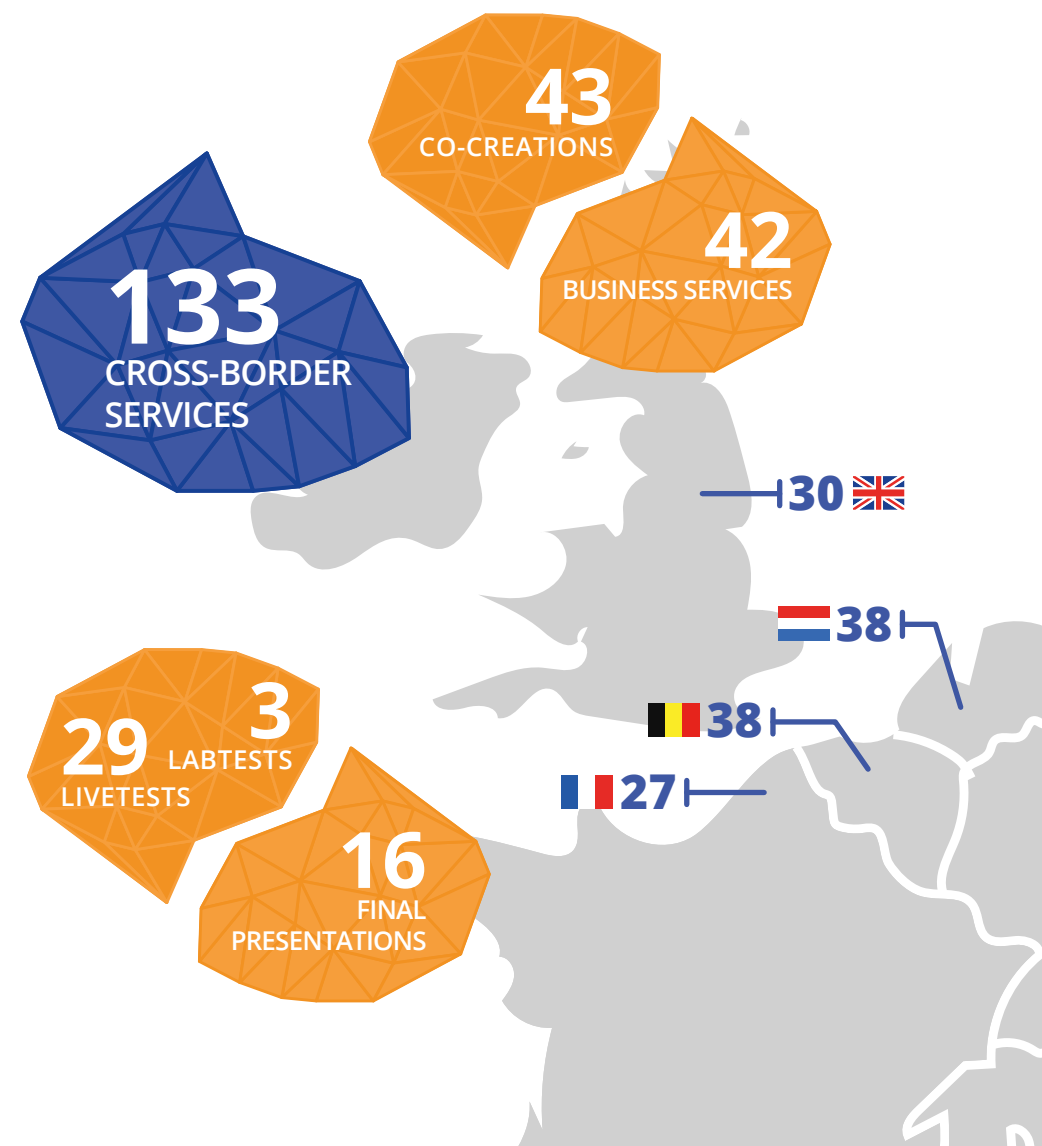 43
CO-CREATIONS
42
BUSINESS SERVICES
133
CROSS-BORDER
SERVICES
30
38
38
27
3
LABTESTS
29
LIVETESTS
16
FINAL
PRESENTATIONS